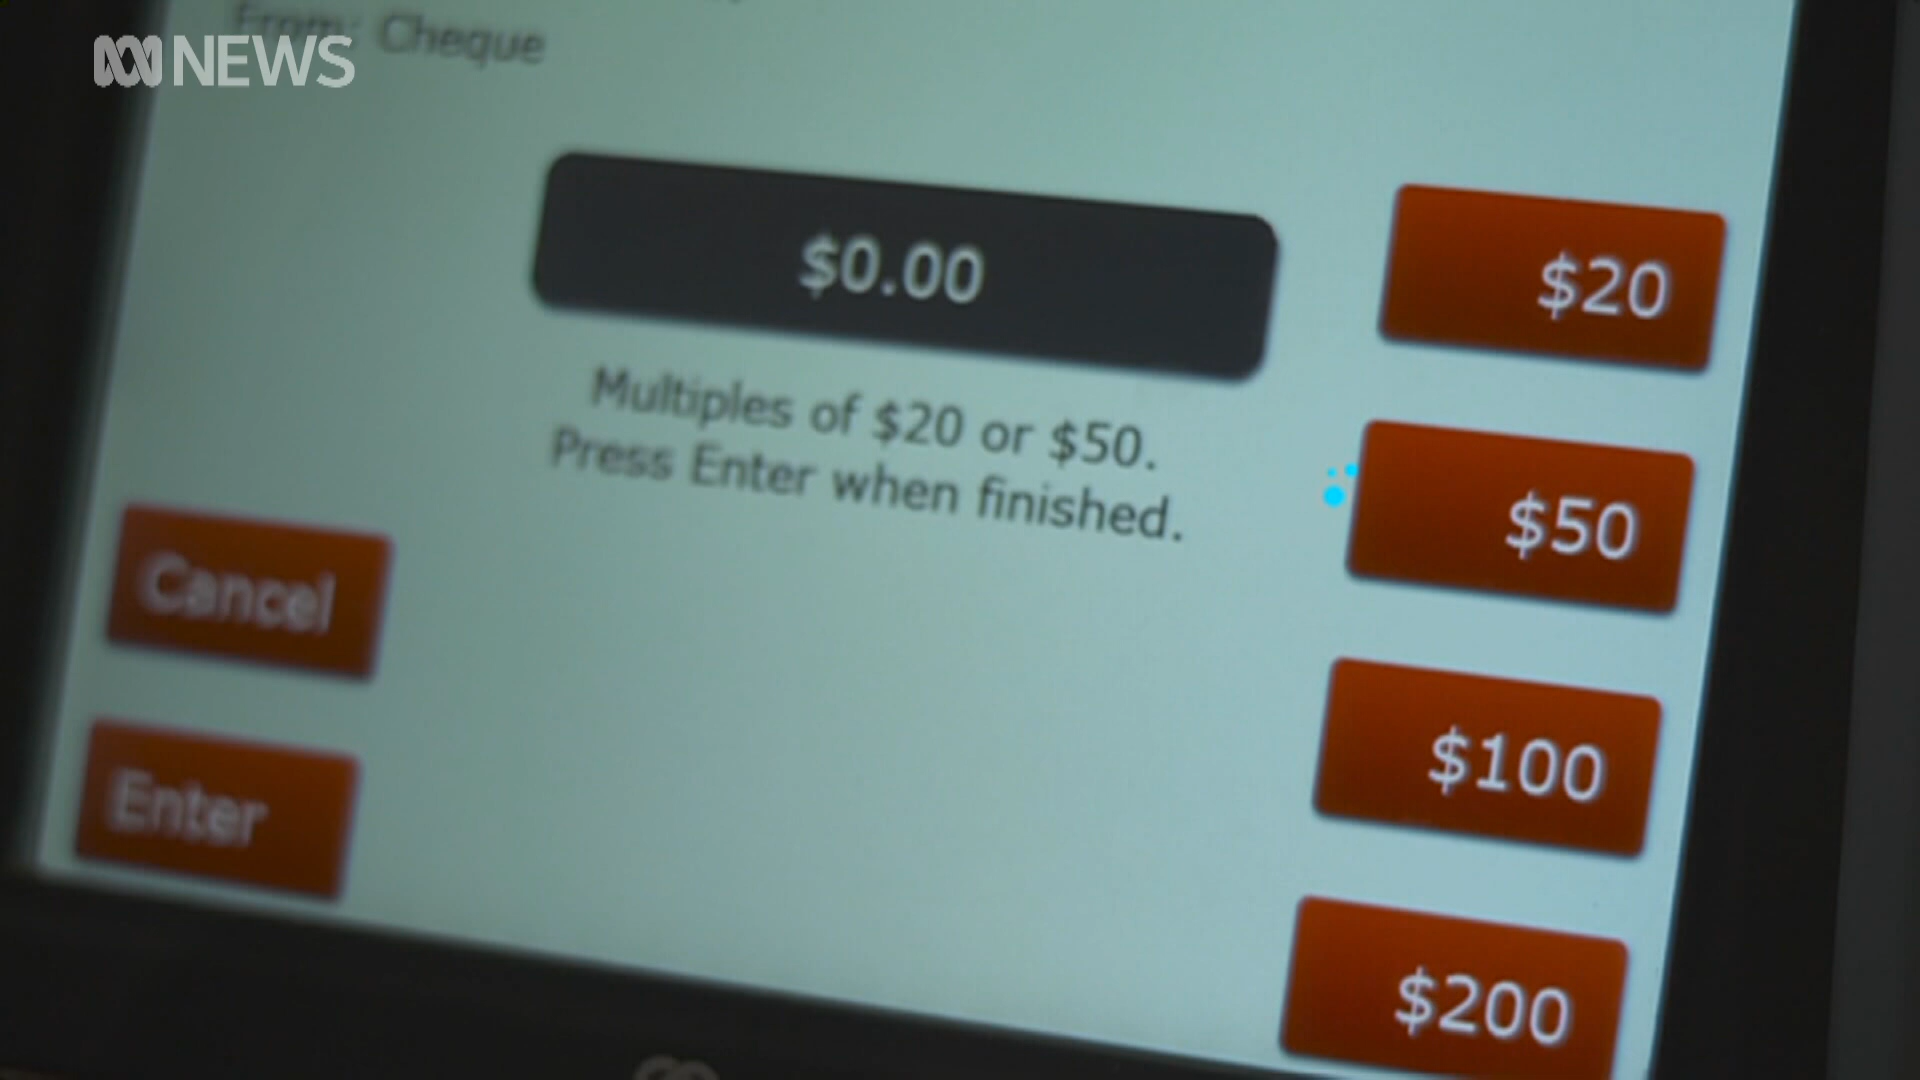 From: Cheque
NEWS
$0.00
$20
Multiples of $20 or $50.
Press Enter when finished.
$50
Cancel
$100
Enter
$200